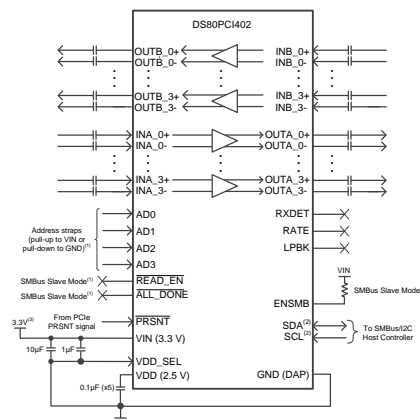 DS80PCI402
OUTB_0+ INB_0+
OUTB_0- INB_0-
OUTB_3+ INB_3+
OUTB_3- INB_3-
INA_0+ OUTA_0+
INA_0- OUTA_0-
INA_3+ OUTA_3+
INA_3- OUTA_3-
Address straps
(pull-up to VIN or
pull-down to GND)(1)
AD0
AD1
AD2
AD3
RXDET
RATE
LPBK
SMBus Slave Mode(1) READ_EN
SMBus Slave Mode(1) ALL_DONE
VIN
SMBus Slave Mode
ENSMB
From PCIe
PRSNT signal
PRSNT
SDA(2)
SCL(2)
To SMBus/I2C
Host Controller
3.3V(3)
VIN (3.3 V)
10µF 1µF
VDD_SEL
VDD (2.5 V)
0.1µF (x5)
GND (DAP)